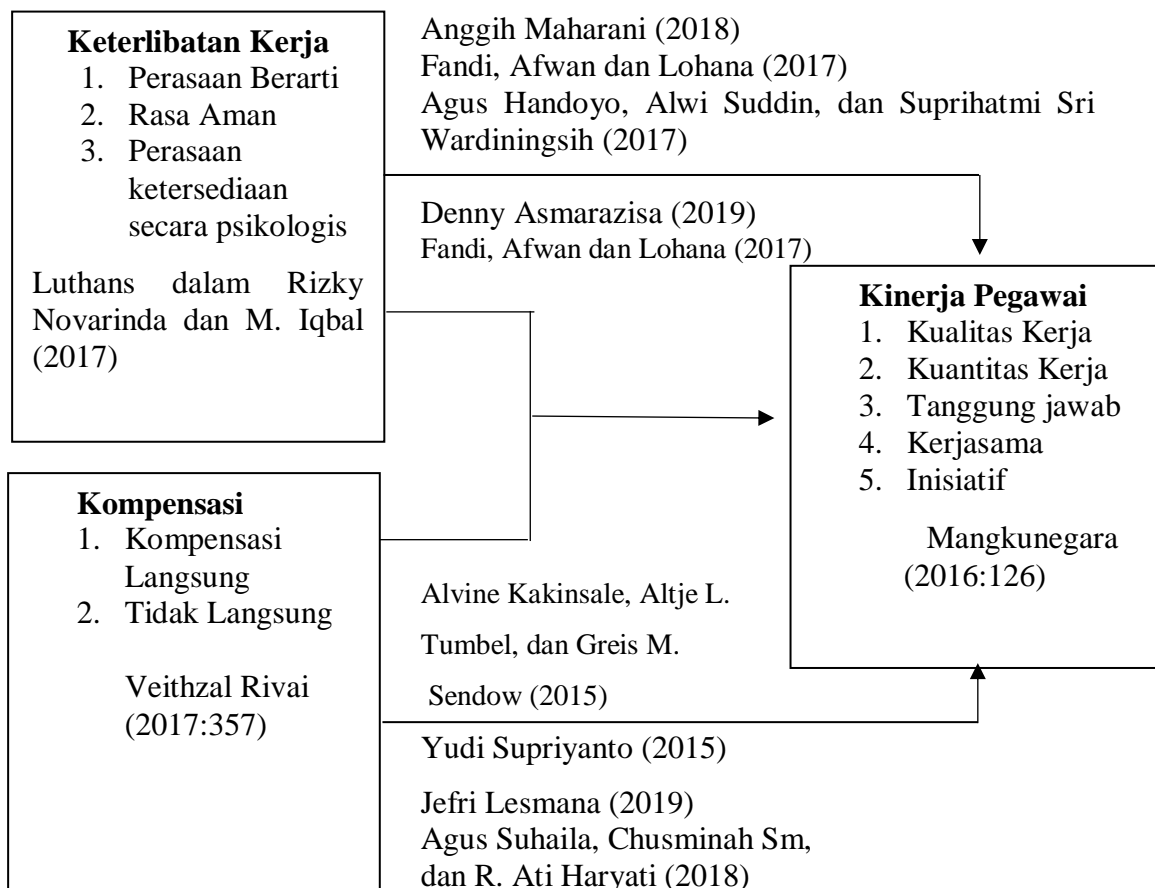 Keterlibatan Kerja
1. Perasaan Berarti
2. Rasa Aman
3. Perasaan
ketersediaan
secara psikologis
Luthans dalam Rizky
Novarinda dan M. Iqbal
(2017)
Anggih Maharani (2018)
Fandi, Afwan dan Lohana (2017)
Agus Handoyo, Alwi Suddin, dan Suprihatmi Sri
Wardiningsih (2017)
Denny Asmarazisa (2019)
Fandi, Afwan dan Lohana (2017)
Kinerja Pegawai
1. Kualitas Kerja
2. Kuantitas Kerja
3. Tanggung jawab
4. Kerjasama
5. Inisiatif
Mangkunegara
(2016:126)
Kompensasi
1. Kompensasi
Langsung
2. Tidak Langsung
Veithzal Rivai
(2017:357)
Alvine Kakinsale, Altje L.
Tumbel, dan Greis M.
Sendow (2015)
Yudi Supriyanto (2015)
Jefri Lesmana (2019)
Agus Suhaila, Chusminah Sm,
dan R. Ati Haryati (2018)